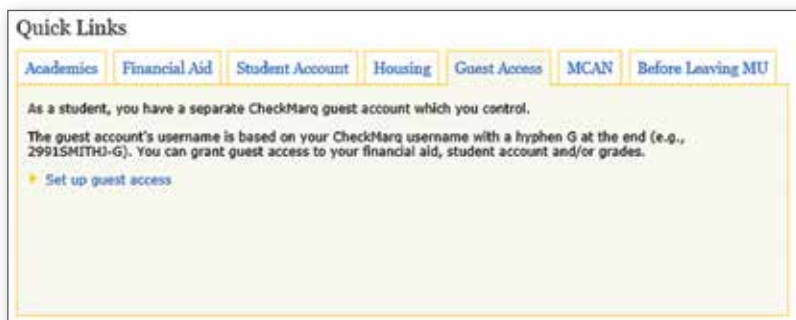 Quick Links
Academics Financial Aid Student Account Housing Guest Access MCAN Before Leaving MU
As a student, you have a separate CheckMarq guest account which you control.
The guest account's username is based on your CheckMarq username with a hyphen G at the end (e.g.,
2991SMITHJ-G). You can grant guest access to your financial aid, student account and/or grades.
Set up guest access